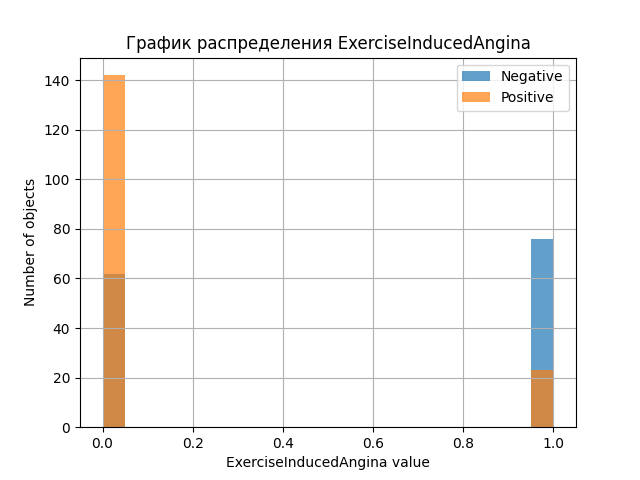 График распределения ExerciseInducedAngina
Negative
Positive
Number of objects
140
120
100
80
60
40
20
0
0.0 0.2 0.4 0.6 0.8 1.0
ExerciseInducedAngina value